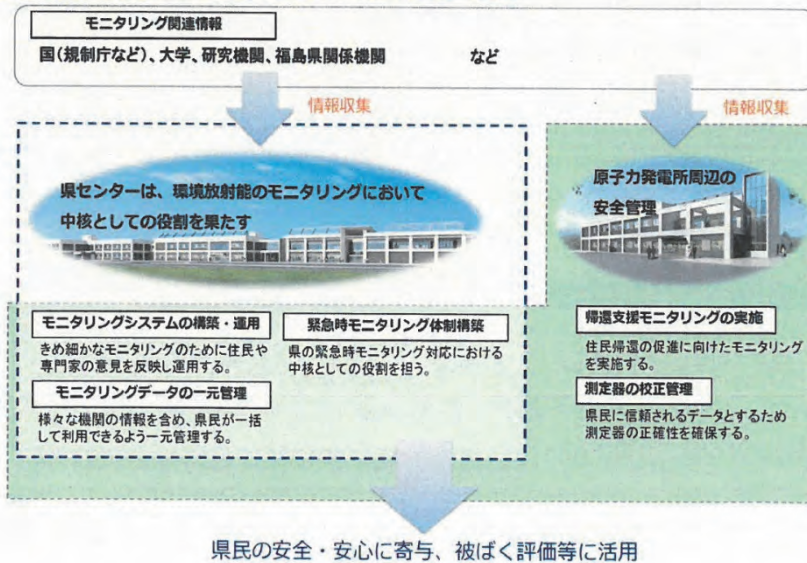 モニタリング関連情報
国(規制庁など)、大学、研究機関、福島県関係機関 など
情報収集
情報収集
県センターは、環境放射能のモニタリングにおいて
中核としての役割を果たす
原子力発電所周辺の
安全管理
モニタリングシステムの構築・運用
きめ細かなモニタリングのために住民や
専門家の意見を反映し運用する。
モニタリングデータの一元管理
様々な機関の情報を含め、県民が一括
して利用できるよう一元管理する。
緊急時モニタリング体制構築
県の緊急時モニタリング対応における
中核としての役割を担う。
帰還支援モニタリングの実施
住民帰還の促進に向けたモニタリング
を実施する。
測定器の校正管理
県民に信頼されるデータとするため
測定器の正確性を確保する。
県民の安全・安心に寄与、被ばく評価等に活用